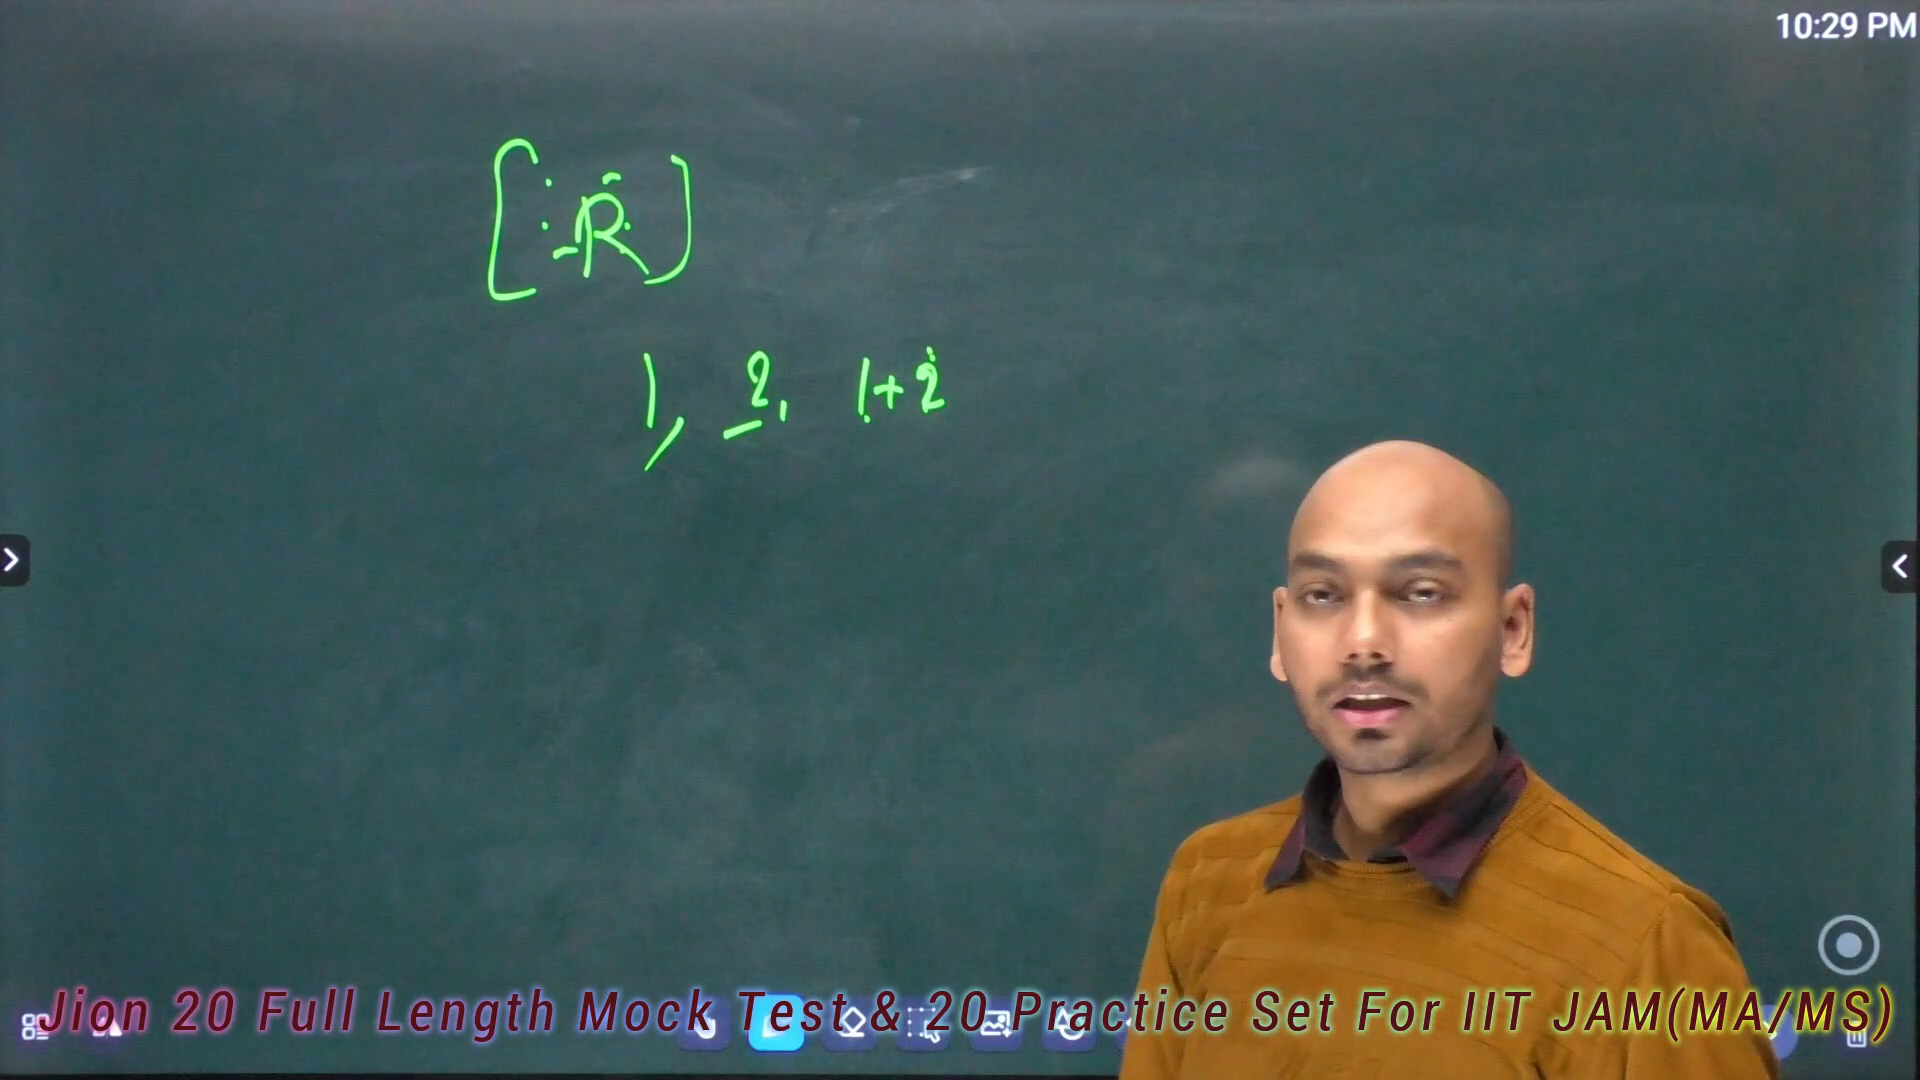 10:29 PM
[R]
1, 2, 1+2
Jion 20 Full Length Mock Test & 20 Practice Set For IIT JAM(MA/MS)